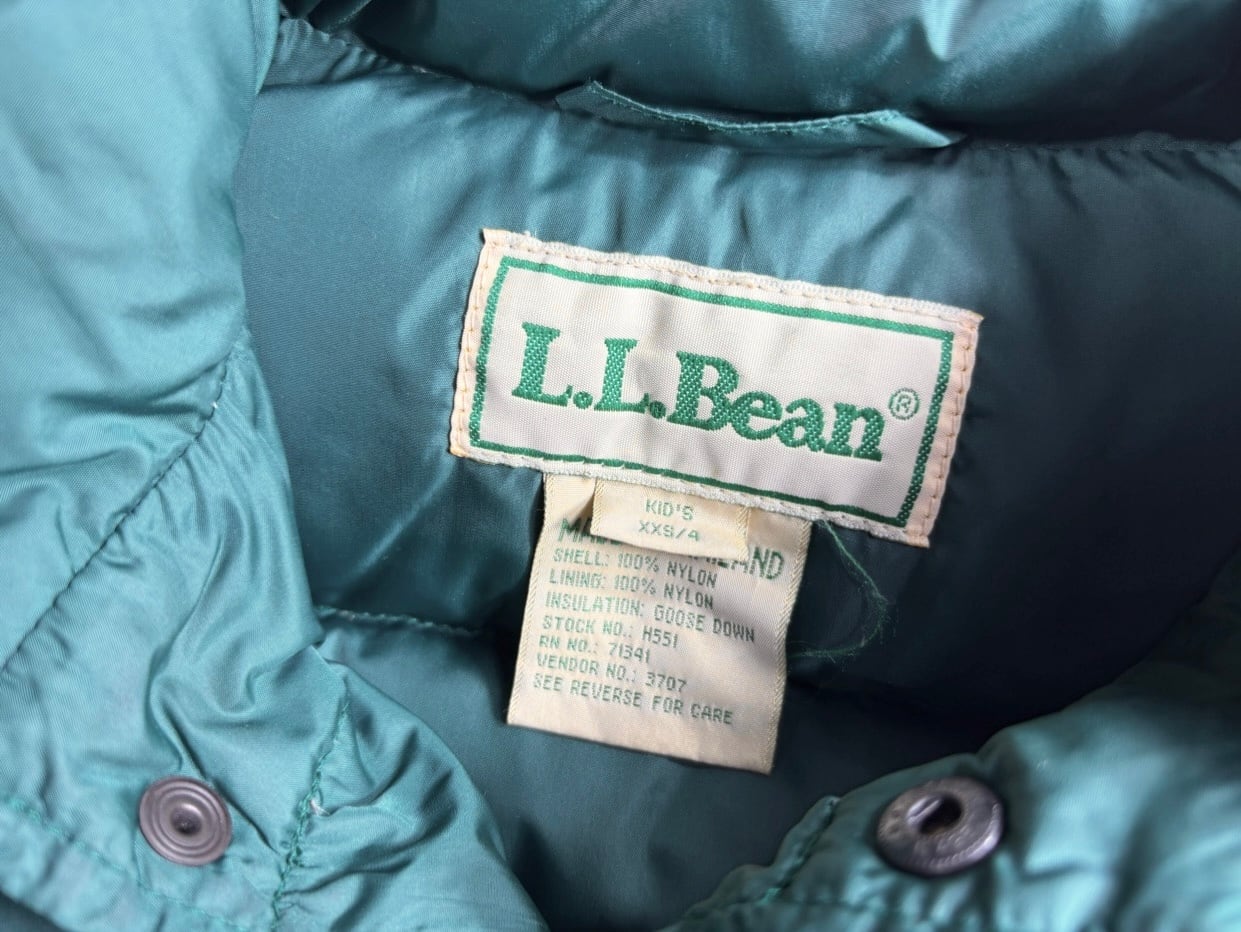 L.L.Bean®
KID'S
XXS/4
SHELL: 100% NYLON
LINING: 100% NYLON
INSULATION: GOOSE DOWN
STOCK NO.: H551
RN NO.: 71341
VENDOR NO.: 3707
SEE REVERSE FOR CARE